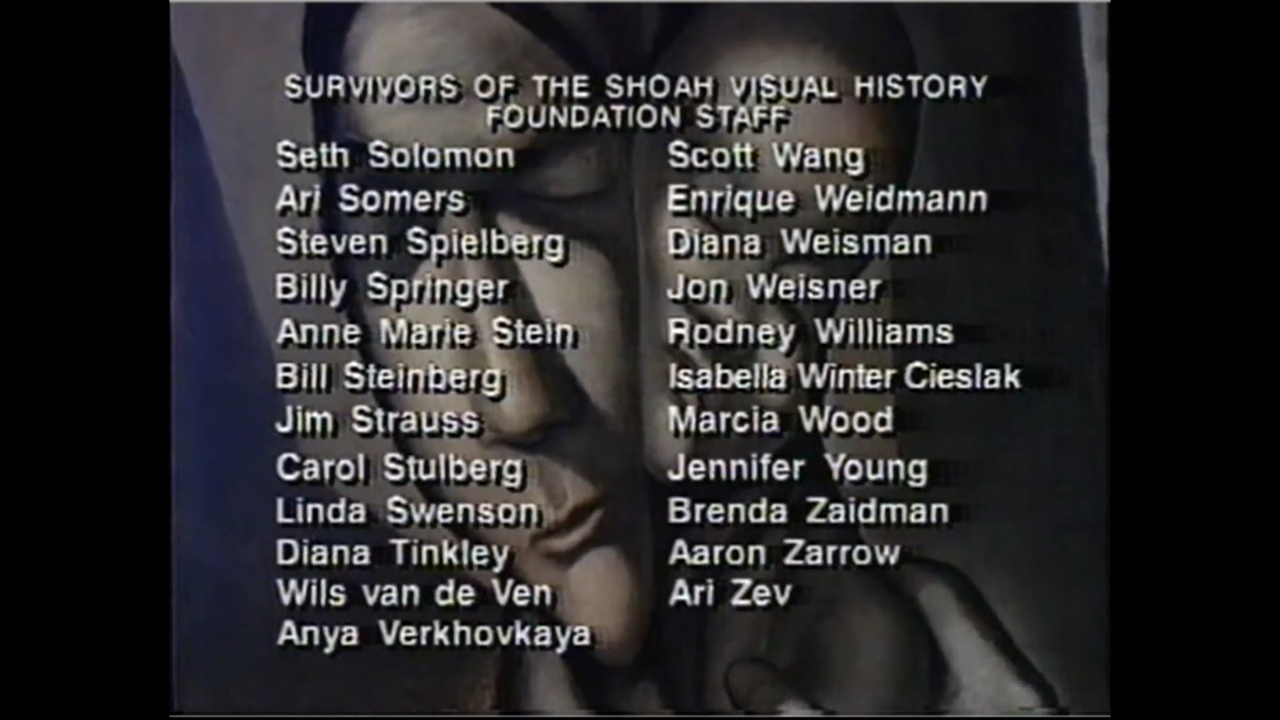 SURVIVORS OF THE SHOAH VISUAL HISTORY
FOUNDATION STAFF
Seth Solomon
Ari Somers
Steven Spielberg
Billy Springer
Anne Marie Stein
Bill Steinberg
Jim Strauss
Carol Stulberg
Linda Swenson
Diana Tinkley
Wils van de Ven
Anya Verkhovkaya
Scott Wang
Enrique Weidmann
Diana Weisman
Jon Weisner
Rodney Williams
Isabella Winter Cieslak
Marcia Wood
Jennifer Young
Brenda Zaidman
Aaron Zarrow
Ari Zev